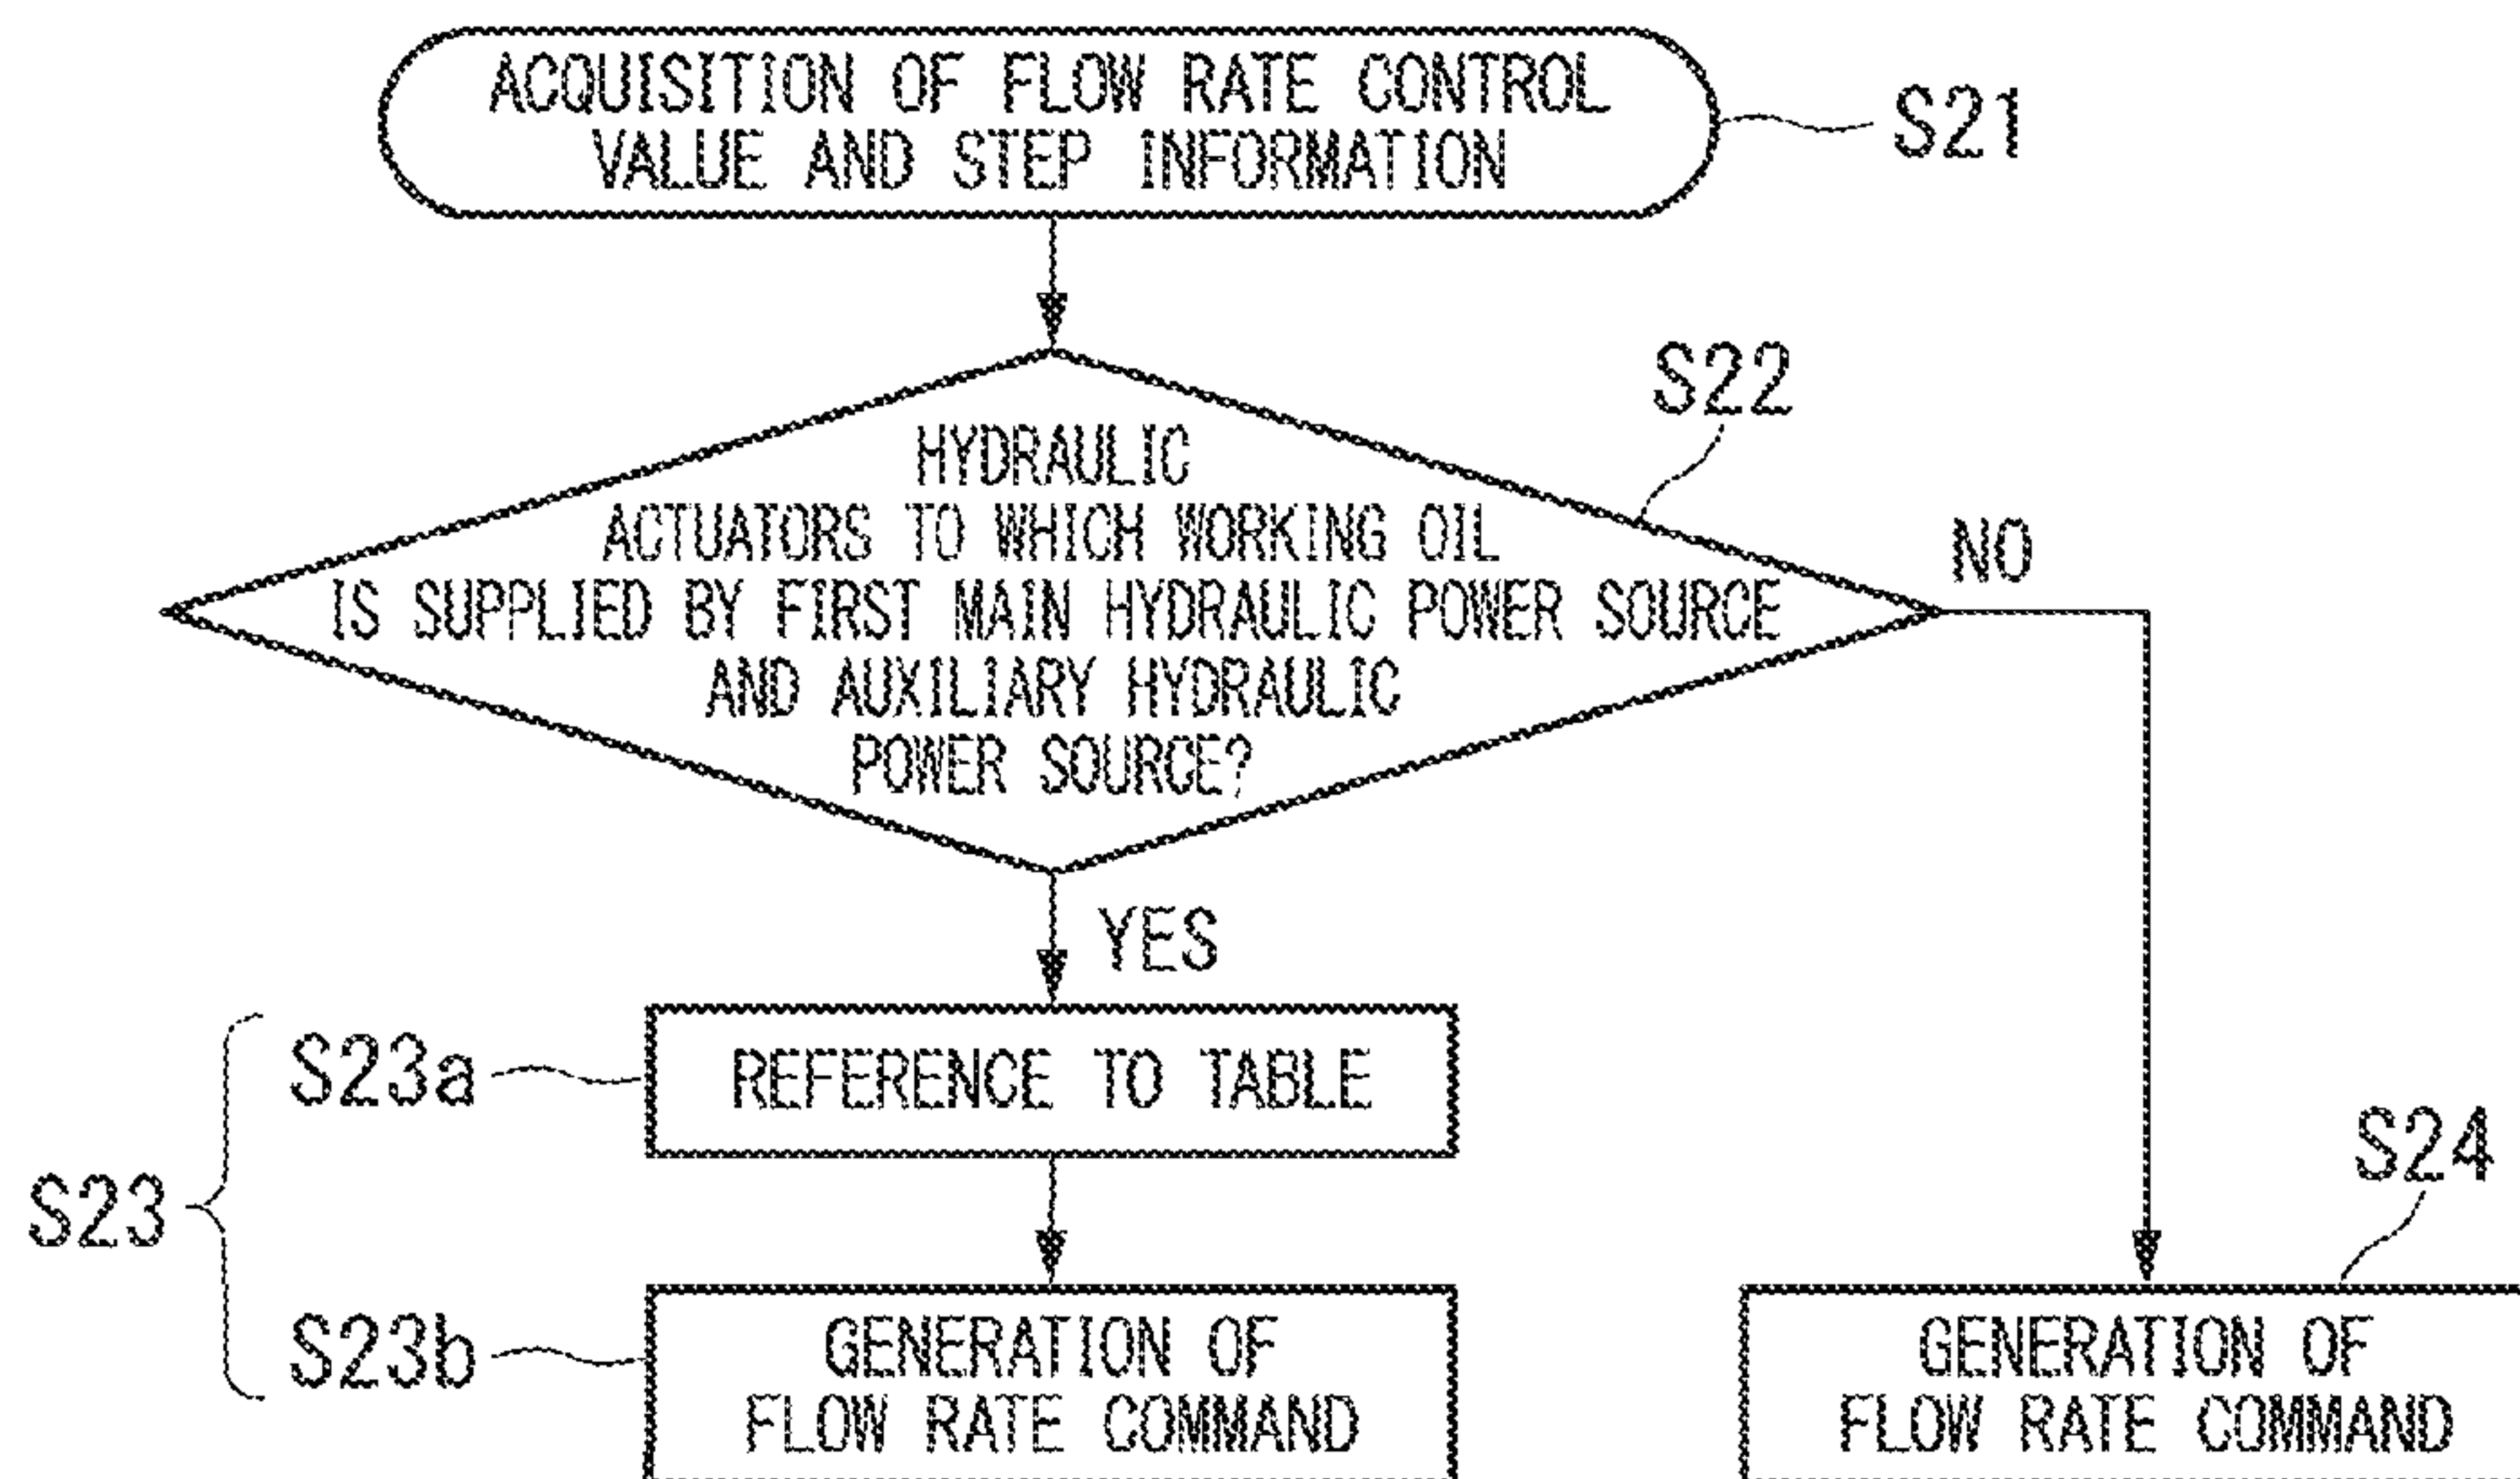 ACQUISITION OF FLOW RATE CONTROL
VALUE AND STEP INFORMATION
S21
S22
HYDRAULIC
ACTUATORS TO WHICH WORKING OIL
IS SUPPLIED BY FIRST MAIN HYDRAULIC POWER SOURCE
AND AUXILIARY HYDRAULIC
POWER SOURCE?
NO
YES
S23
S23a
REFERENCE TO TABLE
S23b
GENERATION OF
FLOW RATE COMMAND
S24
GENERATION OF
FLOW RATE COMMAND